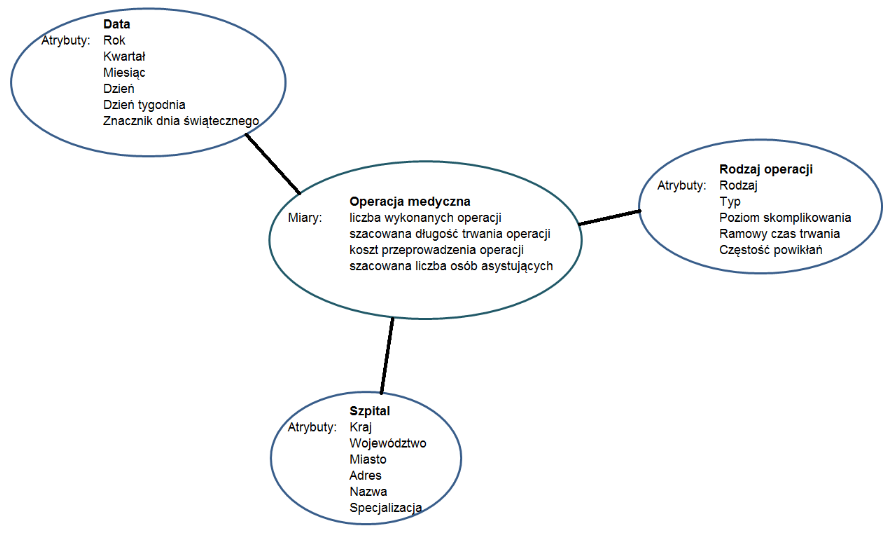 Data
Atrybuty: Rok
Kwartał
Miesiąc
Dzień
Dzień tygodnia
Znacznik dnia świątecznego
Rodzaj operacji
Atrybuty: Rodzaj
Typ
Poziom skomplikowania
Ramowy czas trwania
Częstość powikłań
Operacja medyczna
Miary: liczba wykonanych operacji
szacowana długość trwania operacji
koszt przeprowadzenia operacji
szacowana liczba osób asystujących
Szpital
Atrybuty: Kraj
Województwo
Miasto
Adres
Nazwa
Specjalizacja